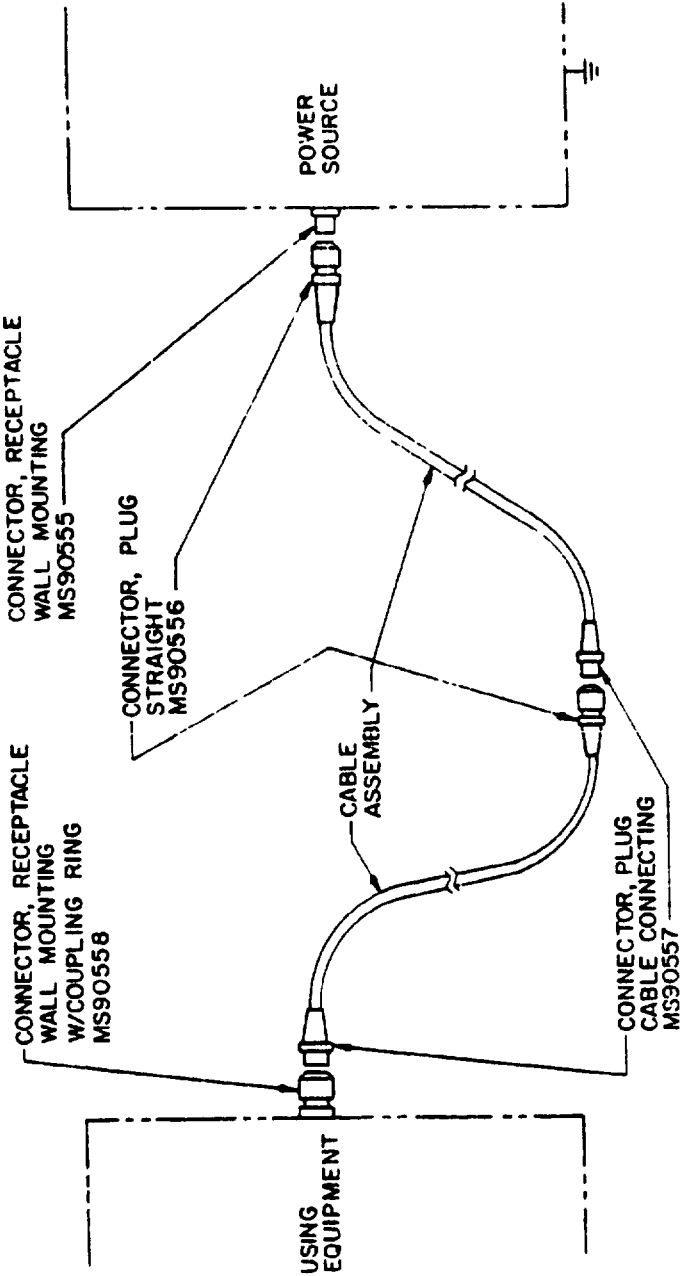 CONNECTOR, RECEPTACLE
WALL MOUNTING
W/COUPLING RING
MS90558
CONNECTOR, RECEPTACLE
WALL MOUNTING
MS90555
CONNECTOR, PLUG
STRAIGHT
MS90556
CABLE
ASSEMBLY
USING
EQUIPMENT
POWER
SOURCE
CONNECTOR, PLUG
CABLE CONNECTING
MS90557